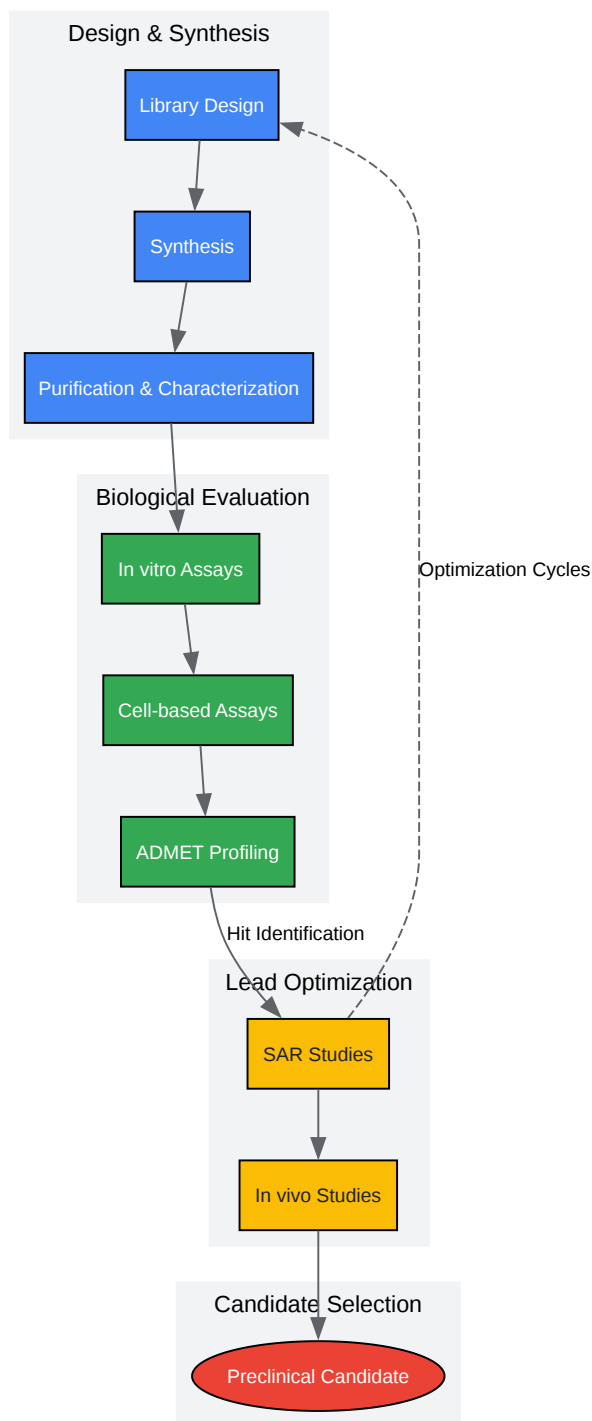 Design & Synthesis
Library Design
Synthesis
Purification & Characterization
Biological Evaluation
In vitro Assays
Optimization Cycles
Cell-based Assays
ADMET Profiling
Hit Identification
Lead Optimization
SAR Studies
In vivo Studies
Candidate Selection
Preclinical Candidate